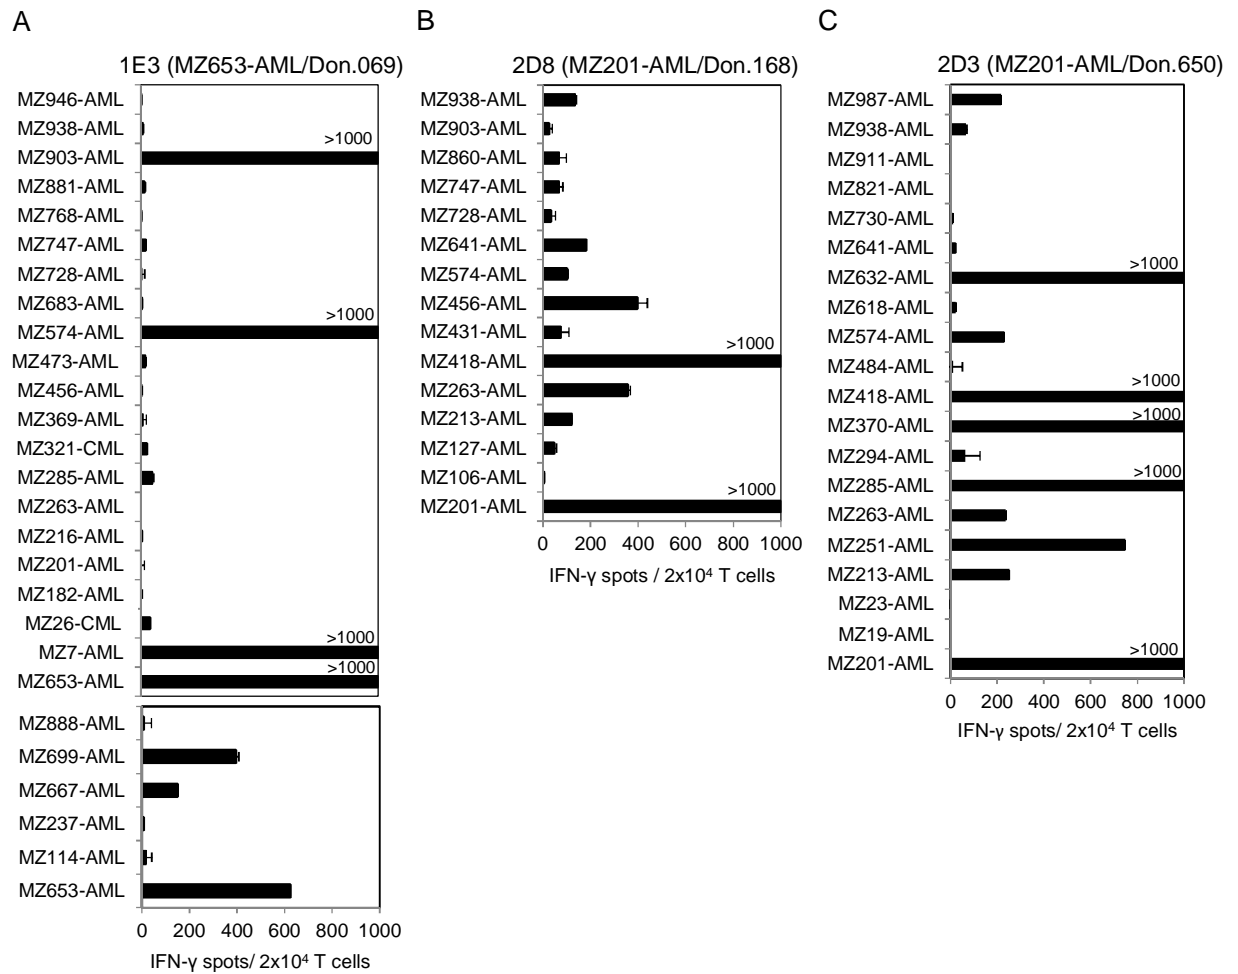 A
1E3 (MZ653-AML/Don.069)
MZ946-AML
MZ938-AML
>1000
MZ903-AML
MZ881-AML
MZ768-AML
MZ747-AML
MZ728-AML
MZ683-AML
>1000
MZ574-AML
MZ473-AML
MZ456-AML
MZ369-AML
MZ321-CML
MZ285-AML
MZ263-AML
MZ216-AML
MZ201-AML
MZ182-AML
MZ26-CML
>1000
MZ7-AML
>1000
MZ653-AML
MZ888-AML
MZ699-AML
MZ667-AML
MZ237-AML
MZ114-AML
MZ653-AML
0 200 400 600 800 1000
IFN-γ spots/ 2x10⁴ T cells
B
2D8 (MZ201-AML/Don.168)
MZ938-AML
MZ903-AML
MZ860-AML
MZ747-AML
MZ728-AML
MZ641-AML
MZ574-AML
MZ456-AML
MZ431-AML
>1000
MZ418-AML
MZ263-AML
MZ213-AML
MZ127-AML
MZ106-AML
>1000
MZ201-AML
0 200 400 600 800 1000
IFN-γ spots / 2x10⁴ T cells
C
2D3 (MZ201-AML/Don.650)
MZ987-AML
MZ938-AML
MZ911-AML
MZ821-AML
MZ730-AML
MZ641-AML
>1000
MZ632-AML
MZ618-AML
MZ574-AML
MZ484-AML
>1000
MZ418-AML
>1000
MZ370-AML
MZ294-AML
>1000
MZ285-AML
MZ263-AML
MZ251-AML
MZ213-AML
MZ23-AML
MZ19-AML
>1000
MZ201-AML
0 200 400 600 800 1000
IFN-γ spots/ 2x10⁴ T cells